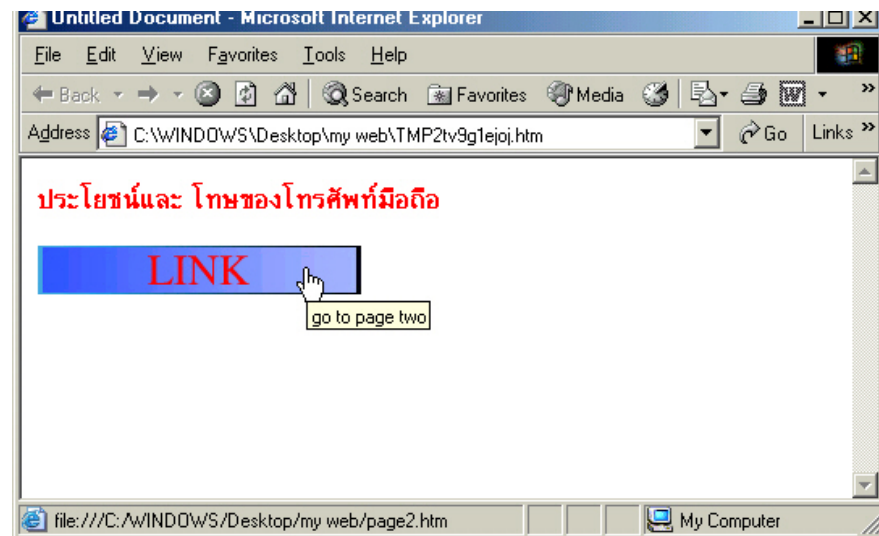 Untitled Document - Microsoft Internet Explorer
File Edit View Favorites Tools Help
Back Search Favorites Media W »
Address C:\WINDOWS\Desktop\my web\TMP2tv9g1ejoj.htm Go Links »
ประโยชน์และ โทษของโทรศัพท์มือถือ
LINK
go to page two
file:///C:/WINDOWS/Desktop/my web/page2.htm My Computer